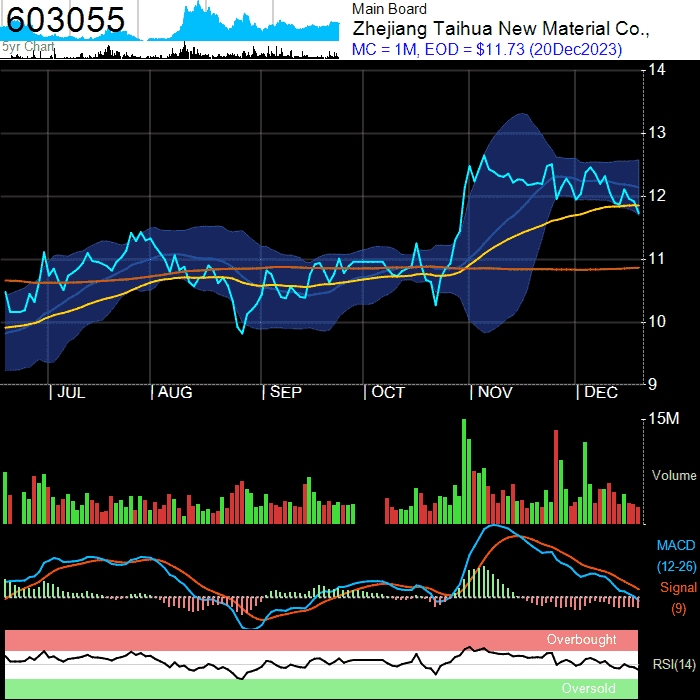 603055
5yr Chart
Main Board
Zhejiang Taihua New Material Co.,
MC = 1M, EOD = $11.73 (20Dec2023)
14
13
12
11
10
9
| JUL | AUG | SEP | OCT | NOV | DEC
15M
Volume
MACD
(12-26)
Signal
(9)
Overbought
RSI(14)
Oversold